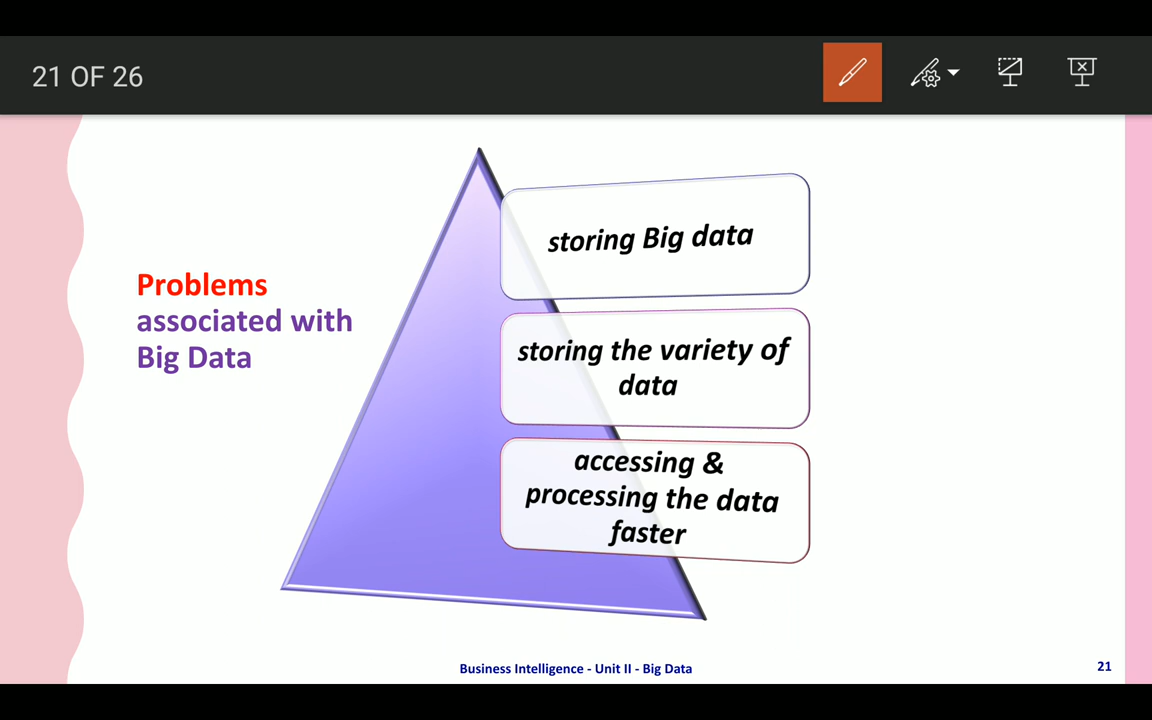 21 OF 26
Problems
associated with
Big Data
storing Big data
storing the variety of
data
accessing &
processing the data
faster
Business Intelligence - Unit II - Big Data
21